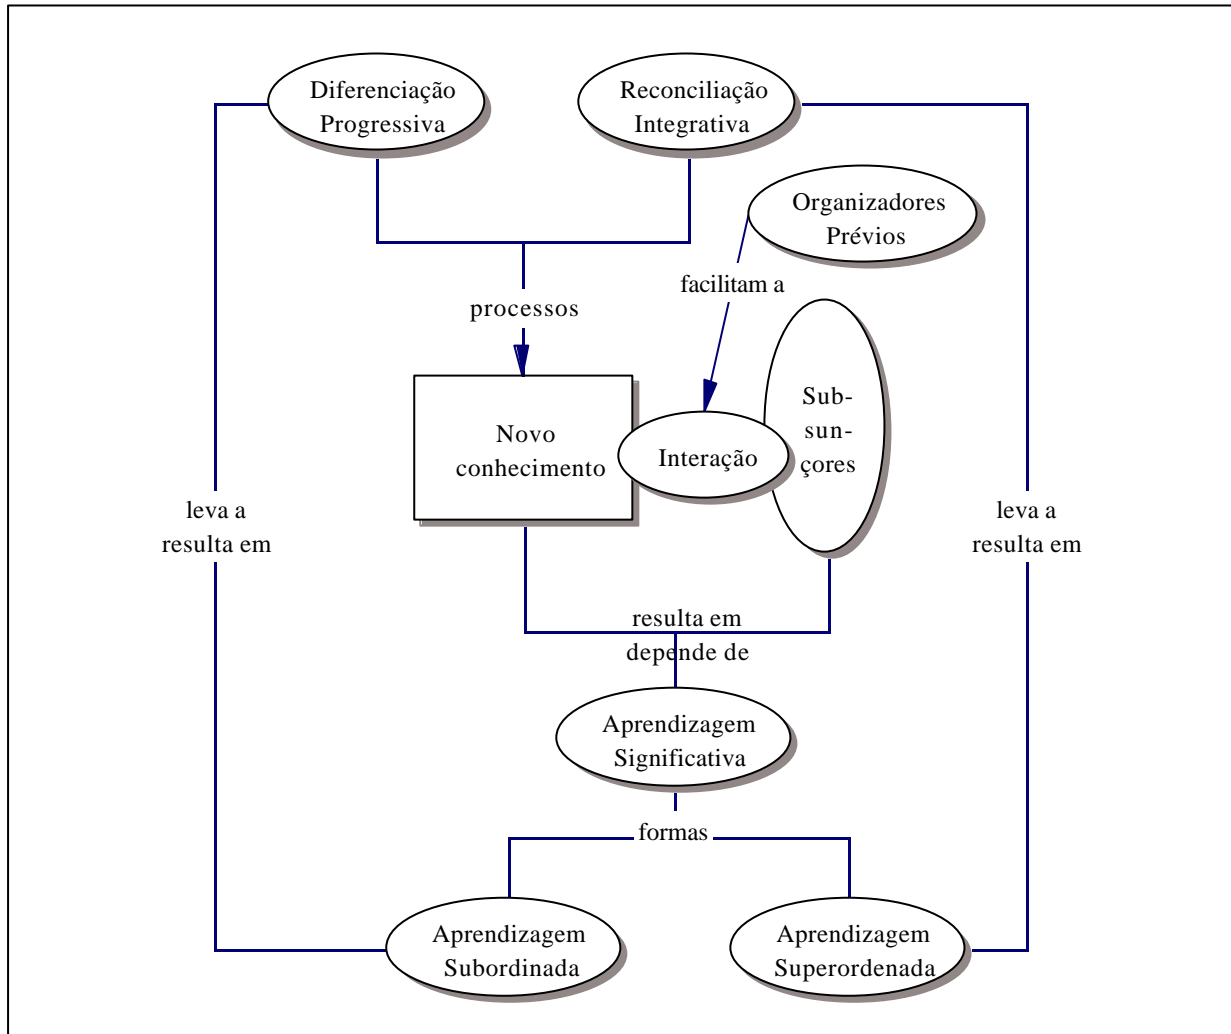 Diferenciação
Progressiva
Reconciliação
Integrativa
Organizadores
Prévios
facilitam a
processos
Sub-
sun-
çores
Novo
conhecimento
Interação
leva a
resulta em
leva a
resulta em
resulta em
depende de
Aprendizagem
Significativa
formas
Aprendizagem
Subordinada
Aprendizagem
Superordenada